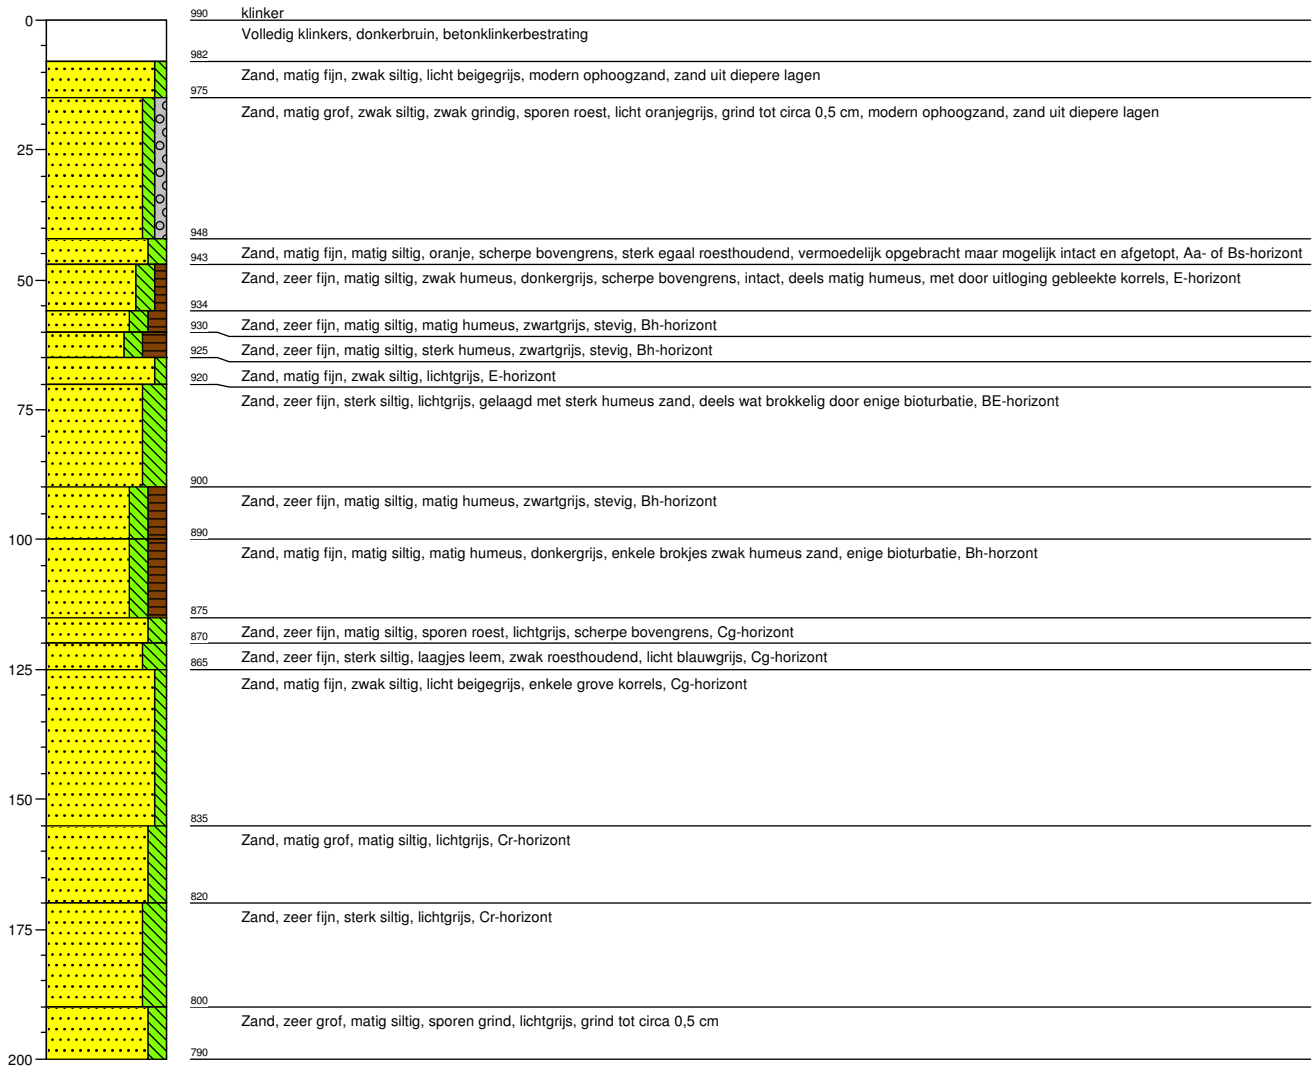 0
990 klinker
Volledig klinkers, donkerbruin, betonklinkerbestrating
982
Zand, matig fijn, zwak siltig, licht beigegrijs, modern ophoogzand, zand uit diepere lagen
975
Zand, matig grof, zwak siltig, zwak grindig, sporen roest, licht oranjegrijs, grind tot circa 0,5 cm, modern ophoogzand, zand uit diepere lagen
25
948
Zand, matig fijn, matig siltig, oranje, scherpe bovengrens, sterk egaal roesthoudend, vermoedelijk opgebracht maar mogelijk intact en afgetopt, Aa- of Bs-horizont
943
Zand, zeer fijn, matig siltig, zwak humeus, donkergrijs, scherpe bovengrens, intact, deels matig humeus, met door uitloging gebleekte korrels, E-horizont
50
934
Zand, zeer fijn, matig siltig, matig humeus, zwartgrijs, stevig, Bh-horizont
930
Zand, zeer fijn, matig siltig, sterk humeus, zwartgrijs, stevig, Bh-horizont
925
Zand, matig fijn, zwak siltig, lichtgrijs, E-horizont
920
Zand, zeer fijn, sterk siltig, lichtgrijs, gelaagd met sterk humeus zand, deels wat brokkelig door enige bioturbatie, BE-horizont
75
900
Zand, zeer fijn, matig siltig, matig humeus, zwartgrijs, stevig, Bh-horizont
890
100
Zand, matig fijn, matig siltig, matig humeus, donkergrijs, enkele brokjes zwak humeus zand, enige bioturbatie, Bh-horzont
875
Zand, zeer fijn, matig siltig, sporen roest, lichtgrijs, scherpe bovengrens, Cg-horizont
870
Zand, zeer fijn, sterk siltig, laagjes leem, zwak roesthoudend, licht blauwgrijs, Cg-horizont
865
125
Zand, matig fijn, zwak siltig, licht beigegrijs, enkele grove korrels, Cg-horizont
150
835
Zand, matig grof, matig siltig, lichtgrijs, Cr-horizont
820
Zand, zeer fijn, sterk siltig, lichtgrijs, Cr-horizont
175
800
Zand, zeer grof, matig siltig, sporen grind, lichtgrijs, grind tot circa 0,5 cm
790
200